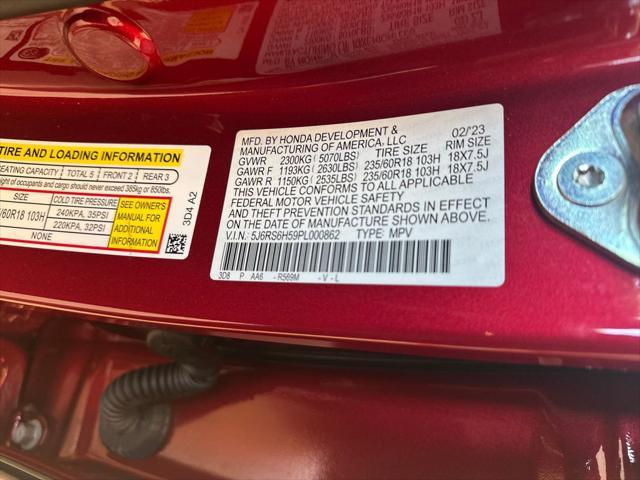 TIRE AND LOADING INFORMATION
SEATING CAPACITY TOTAL 5 FRONT 2 REAR 3
weight of occupants and cargo should never exceed 385kg or 850lbs.
COLD TIRE PRESSURE
60R18 103H 240KPA, 35PSI
220KPA, 32PSI
NONE
SEE OWNER'S
MANUAL FOR
ADDITIONAL
INFORMATION
3D4 A2
MFD. BY HONDA DEVELOPMENT & 02/23
MANUFACTURING OF AMERICA, LLC
GVWR 2300KG(5070LBS) TIRE SIZE RIM SIZE
GAWR F 1193KG(2630LBS) 235/60R18 103H 18X7.5J
GAWR R 1150KG(2535LBS) 235/60R18 103H 18X7.5J
THIS VEHICLE CONFORMS TO ALL APPLICABLE
FEDERAL MOTOR VEHICLE SAFETY
AND THEFT PREVENTION STANDARDS IN EFFECT
ON THE DATE OF MANUFACTURE SHOWN ABOVE.
V.I.N: 5J6RS6H59PL000862 TYPE: MPV
3D8 P AA6 - R569M - V - L